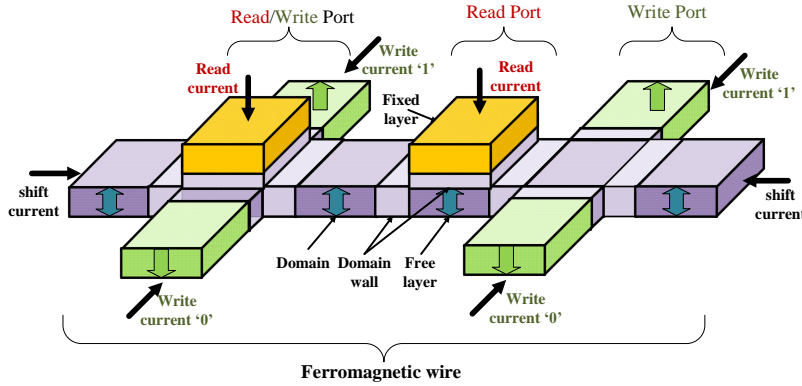 Read/Write Port
Read Port
Write Port
Write
current ‘1’
Read
current
Read
current
Fixed
layer
Write
current ‘1’
shift
current
shift
current
Domain
Domain
wall
Free
layer
Write
current ‘0’
Write
current ‘0’
Ferromagnetic wire